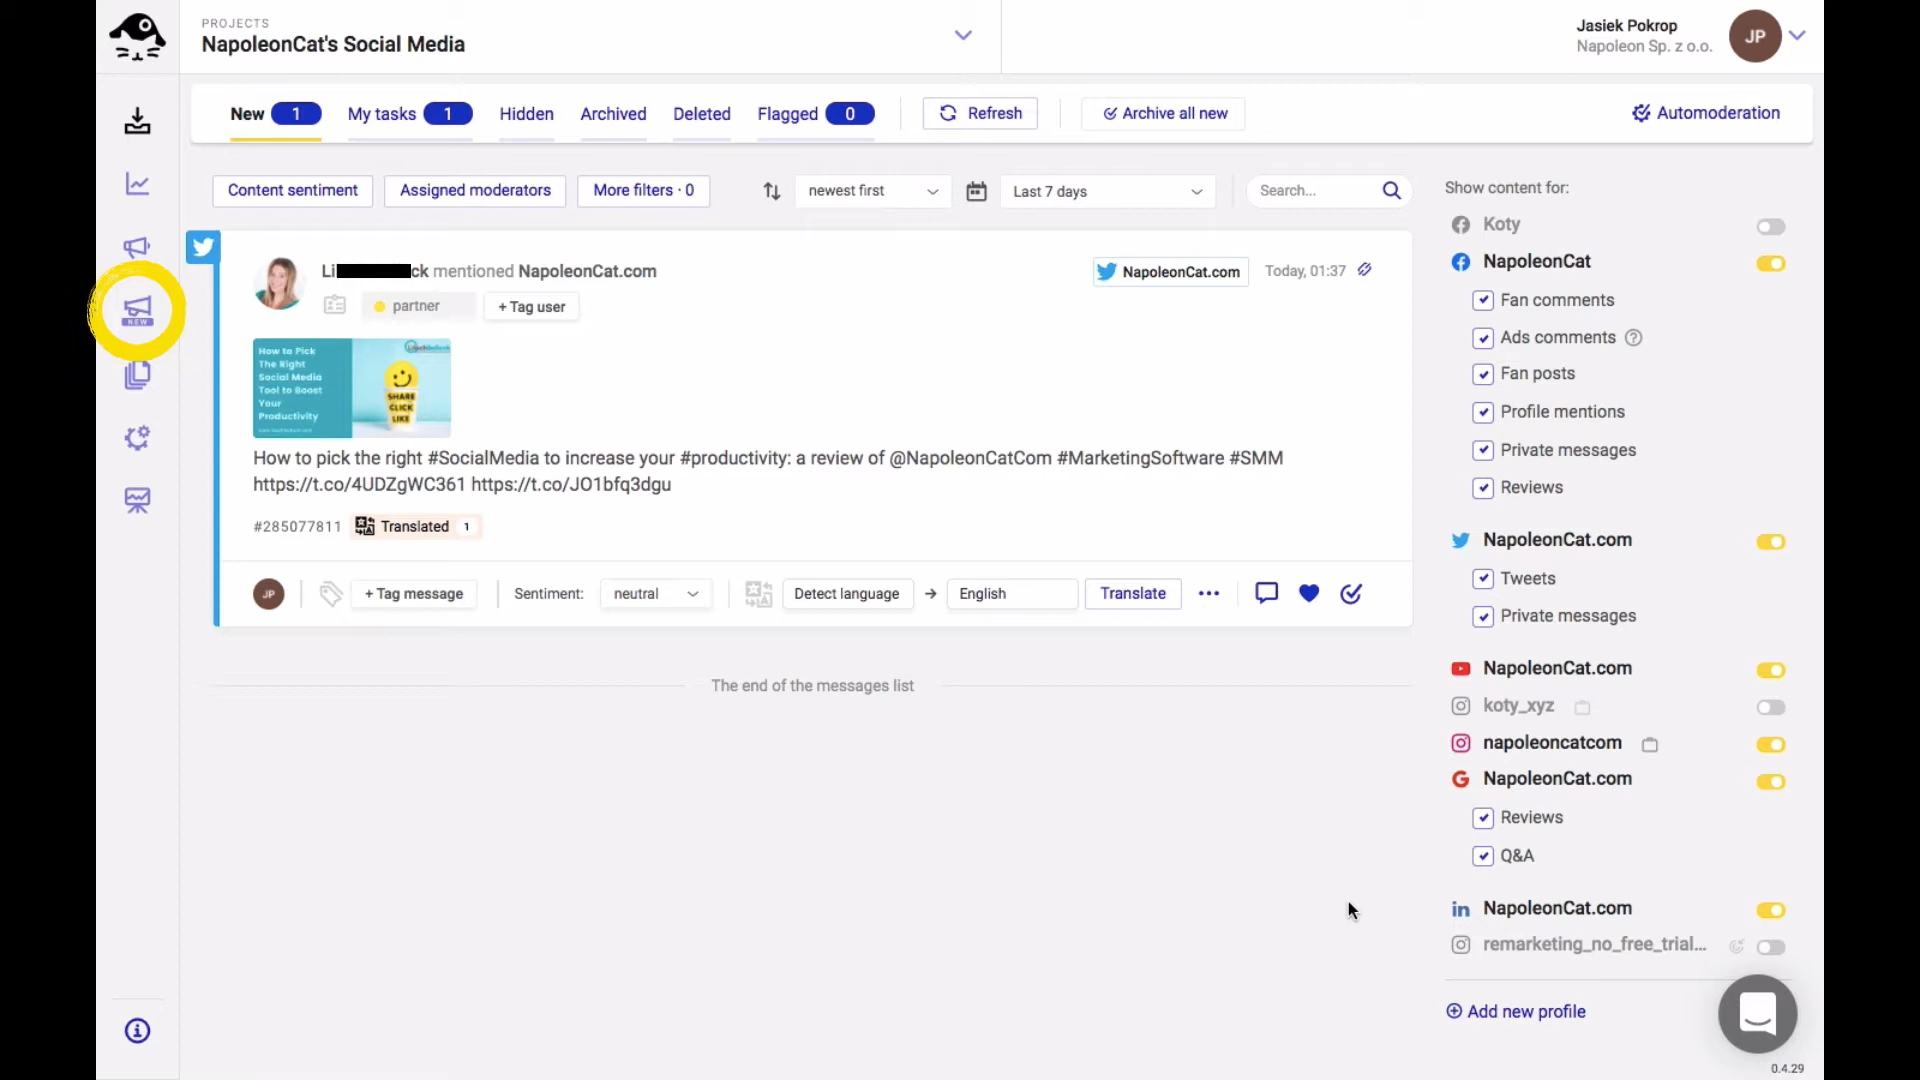 PROJECTS
NapoleonCat's Social Media
Jasiek Pokrop
Napoleon Sp. z o.o.
JP
New 1
My tasks 1
Hidden
Archived
Deleted
Flagged 0
Refresh
Archive all new
Automoderation
Content sentiment
Assigned moderators
More filters · 0
newest first
Last 7 days
Search...
NEW
Li ck mentioned NapoleonCat.com
NapoleonCat.com
Today, 01:37
partner
+ Tag user
How to Pick
The Right
Social Media
Tool to Boost
Your
Productivity
SHARE
CLICK
LIKE
How to pick the right #SocialMedia to increase your #productivity: a review of @NapoleonCatCom #MarketingSoftware #SMM
https://t.co/4UDZgWC361 https://t.co/JO1bfq3dgu
#285077811 Translated 1
JP
+ Tag message
Sentiment:
neutral
Detect language
English
Translate
The end of the messages list
Show content for:
Koty
NapoleonCat
Fan comments
Ads comments
Fan posts
Profile mentions
Private messages
Reviews
NapoleonCat.com
Tweets
Private messages
NapoleonCat.com
koty_xyz
napoleoncatcom
NapoleonCat.com
Reviews
Q&A
NapoleonCat.com
remarketing_no_free_trial...
Add new profile
0.4.29